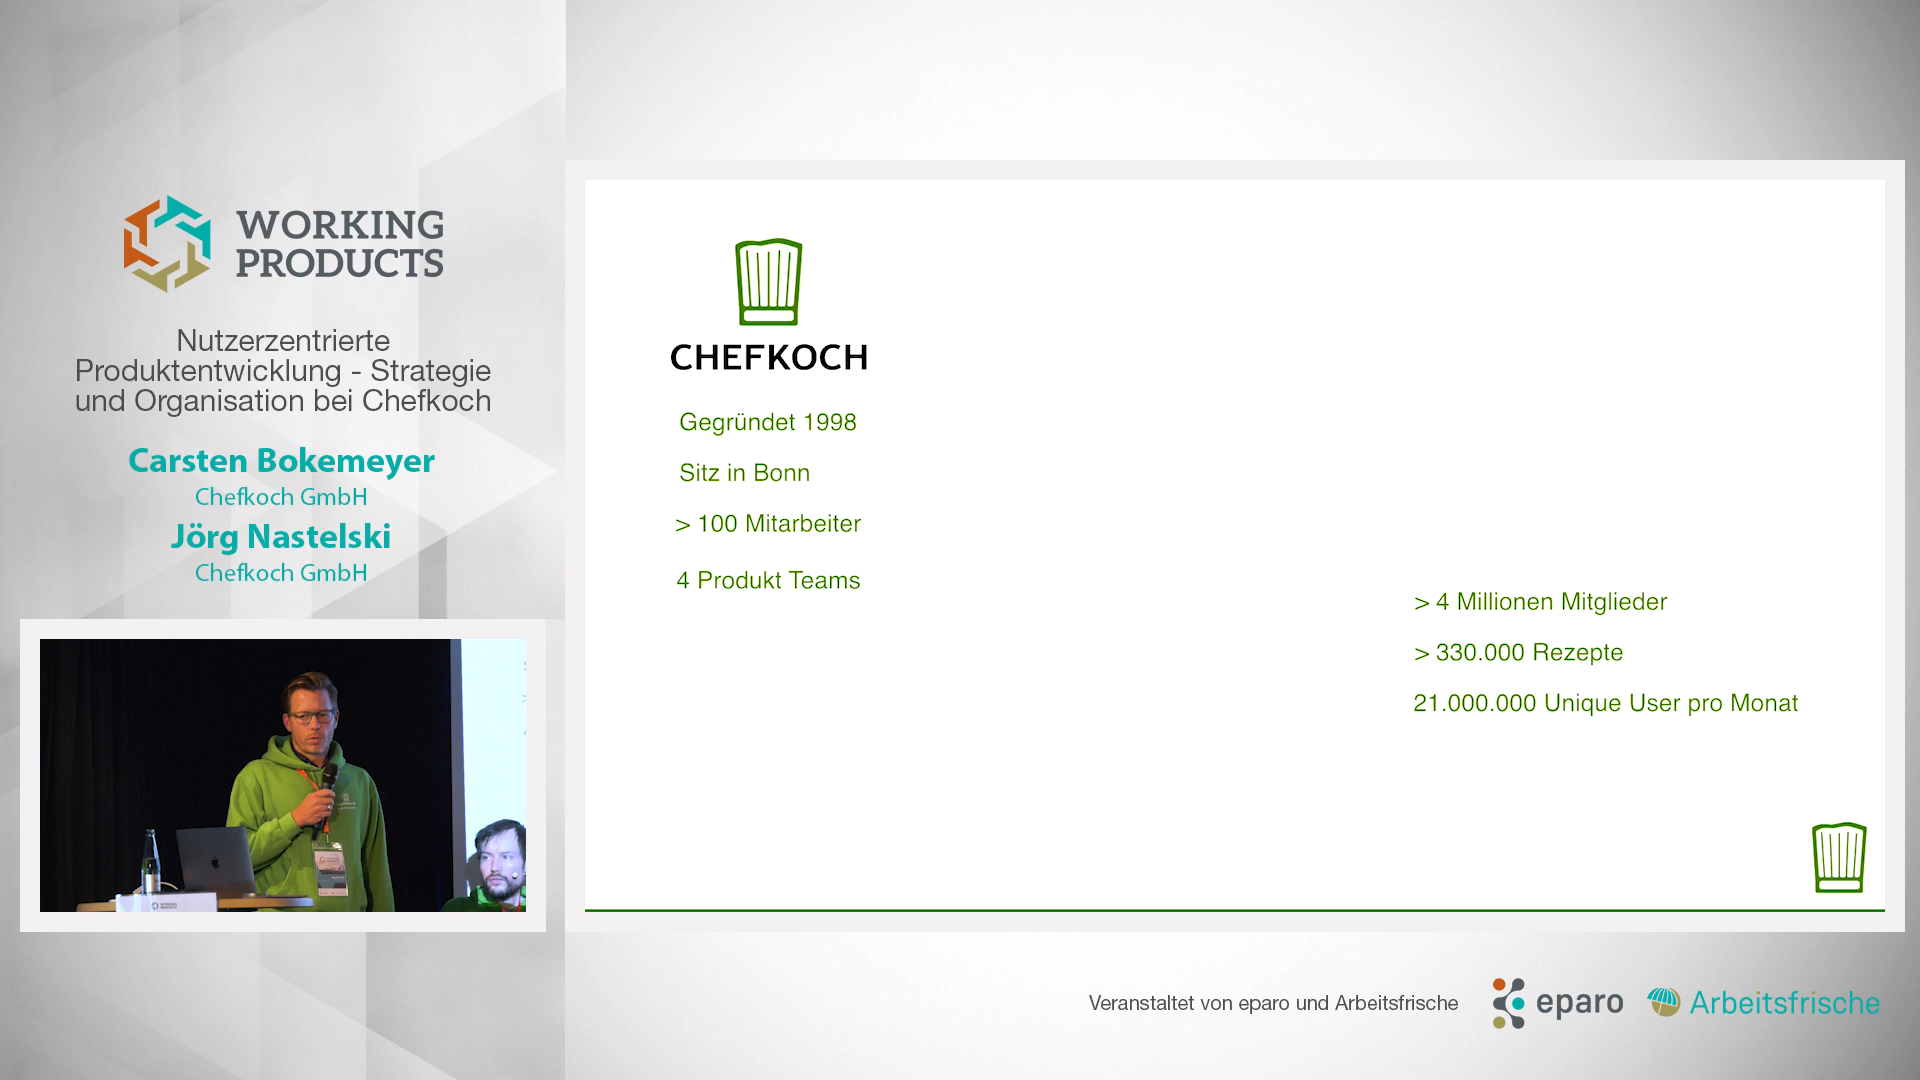 WORKING
PRODUCTS
Nutzerzentrierte
Produktentwicklung - Strategie
und Organisation bei Chefkoch
Carsten Bokemeyer
Chefkoch GmbH
Jörg Nastelski
Chefkoch GmbH
CHEFKOCH
Gegründet 1998
Sitz in Bonn
> 100 Mitarbeiter
4 Produkt Teams
> 4 Millionen Mitglieder
> 330.000 Rezepte
21.000.000 Unique User pro Monat
WORKING
PRODUCTS
Veranstaltet von eparo und Arbeitsfrische
eparo
Arbeitsfrische